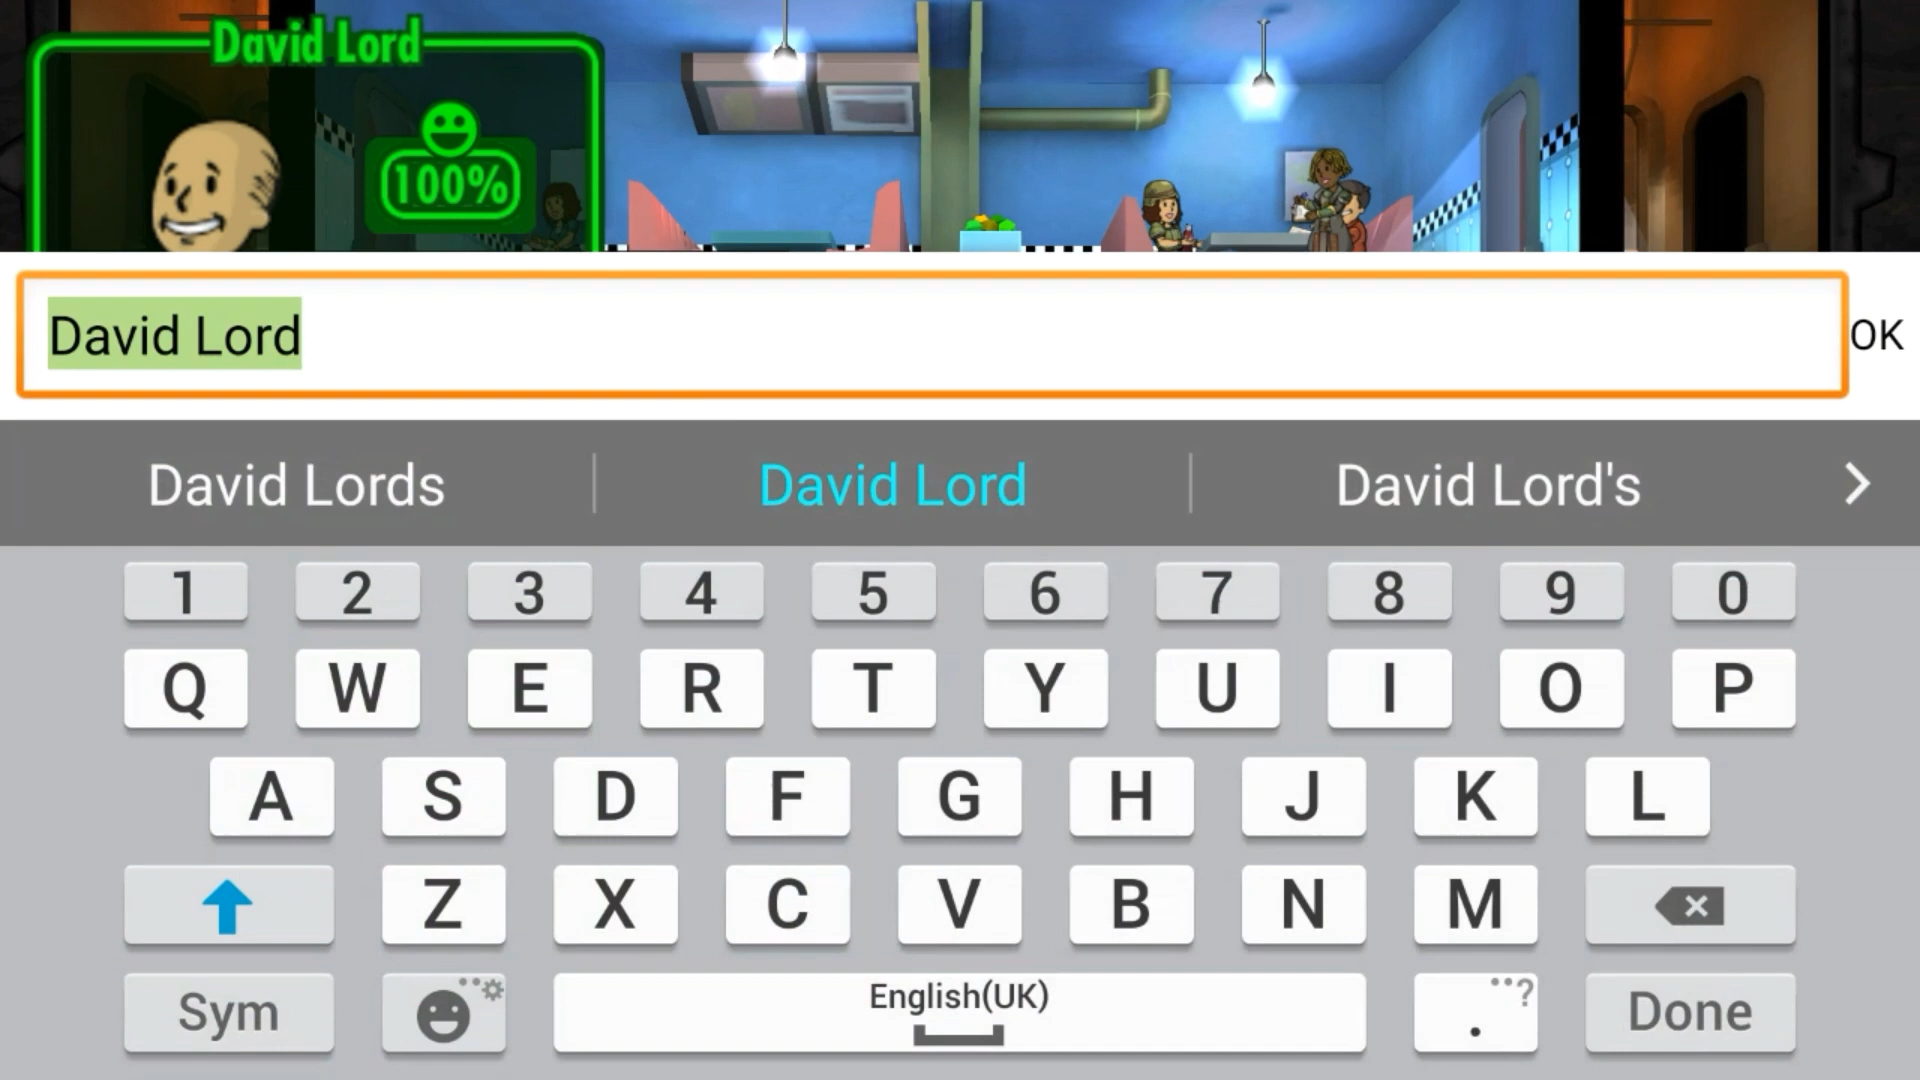 David Lord
100%
David Lord
OK
David Lords
David Lord
David Lord's
1 2 3 4 5 6 7 8 9 0
Q W E R T Y U I O P
A S D F G H J K L
Z X C V B N M
Sym
English(UK)
. ?
Done